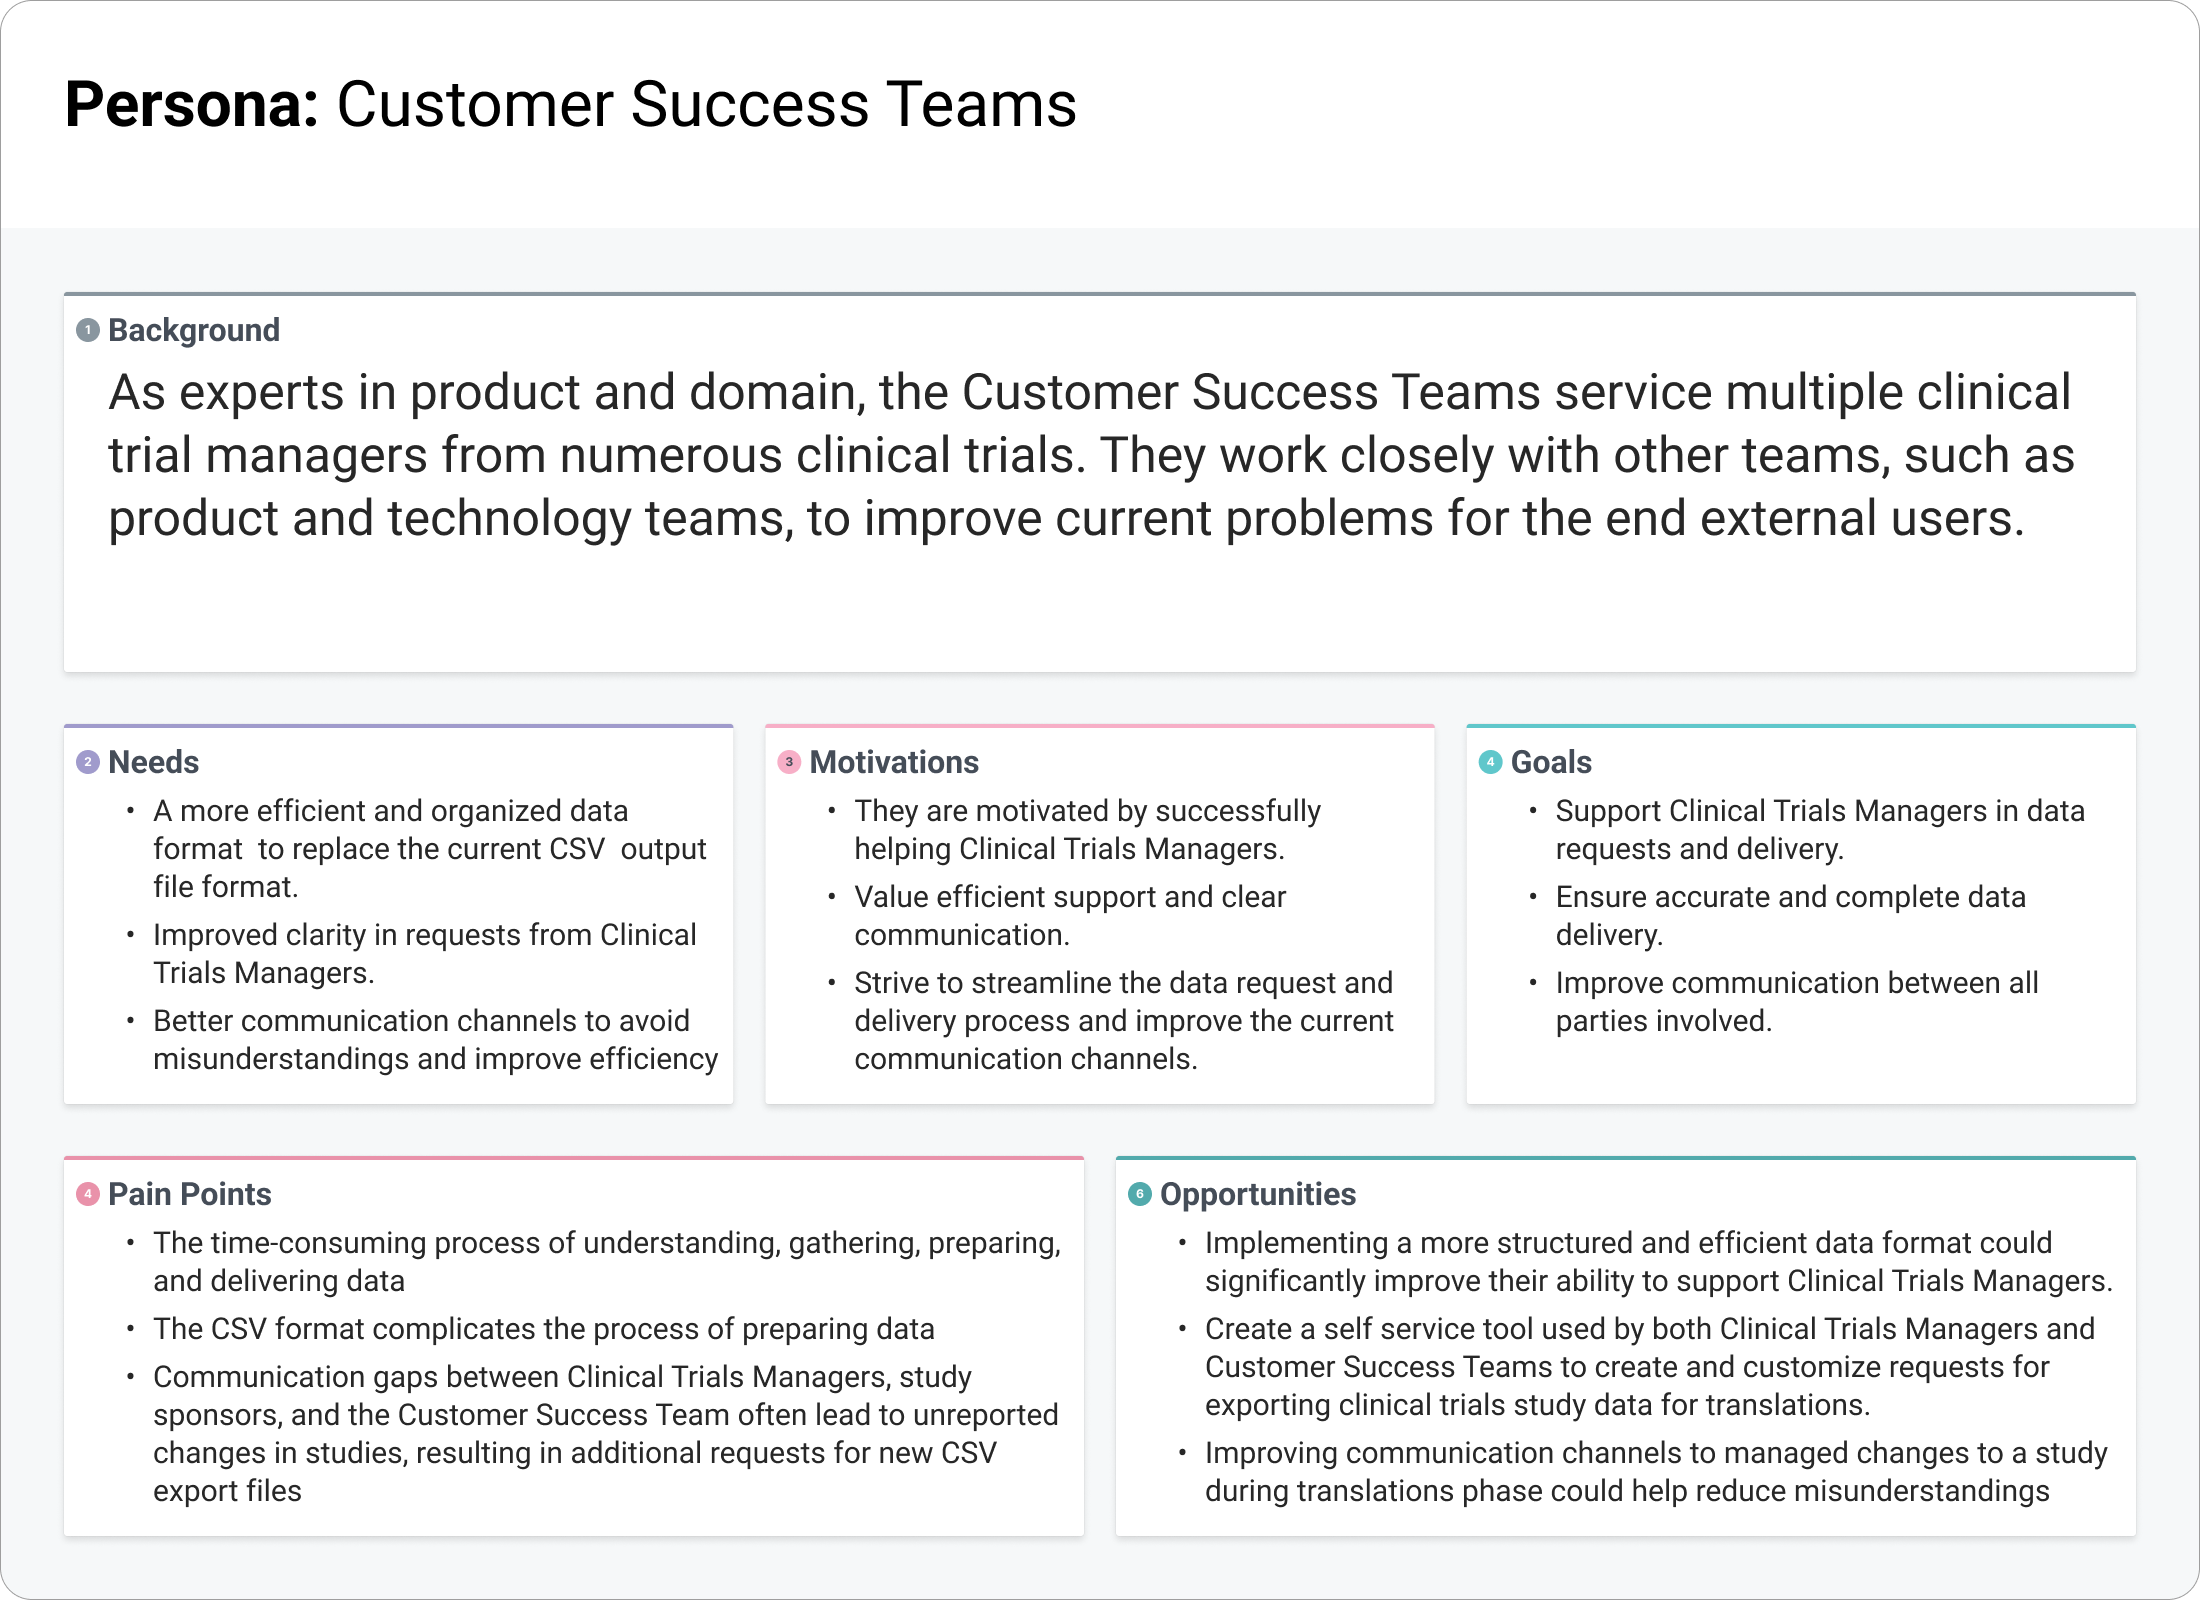 Persona: Customer Success Teams
1 Background
As experts in product and domain, the Customer Success Teams service multiple clinical
trial managers from numerous clinical trials. They work closely with other teams, such as
product and technology teams, to improve current problems for the end external users.
2 Needs
• A more efficient and organized data
format  to replace the current CSV  output
file format.
• Improved clarity in requests from Clinical
Trials Managers.
• Better communication channels to avoid
misunderstandings and improve efficiency
3 Motivations
• They are motivated by successfully
helping Clinical Trials Managers.
• Value efficient support and clear
communication.
• Strive to streamline the data request and
delivery process and improve the current
communication channels.
4 Goals
• Support Clinical Trials Managers in data
requests and delivery.
• Ensure accurate and complete data
delivery.
• Improve communication between all
parties involved.
4 Pain Points
• The time-consuming process of understanding, gathering, preparing,
and delivering data
• The CSV format complicates the process of preparing data
• Communication gaps between Clinical Trials Managers, study
sponsors, and the Customer Success Team often lead to unreported
changes in studies, resulting in additional requests for new CSV
export files
6 Opportunities
• Implementing a more structured and efficient data format could
significantly improve their ability to support Clinical Trials Managers.
• Create a self service tool used by both Clinical Trials Managers and
Customer Success Teams to create and customize requests for
exporting clinical trials study data for translations.
• Improving communication channels to managed changes to a study
during translations phase could help reduce misunderstandings